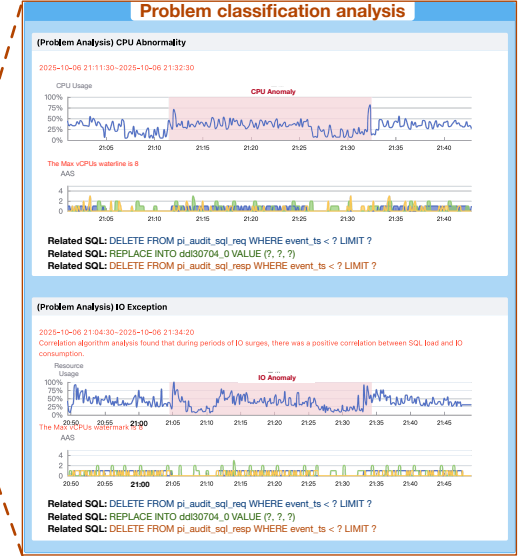 Problem classification analysis
(Problem Analysis) CPU Abnormality
2025-10-06 21:11:30~2025-10-06 21:32:30
CPU Usage
CPU Anomaly
100%
75%
50%
25%
0%
21:05 21:10 21:15 21:20 21:25 21:30 21:35 21:40
The Max vCPUs waterline is 8
AAS
4
2
0
21:05 21:10 21:15 21:20 21:25 21:30 21:35 21:40
Related SQL: DELETE FROM pi_audit_sql_req WHERE event_ts < ? LIMIT ?
Related SQL: REPLACE INTO ddl30704_0 VALUE (?, ?, ?)
Related SQL: DELETE FROM pi_audit_sql_resp WHERE event_ts < ? LIMIT ?
(Problem Analysis) IO Exception
2025-10-06 21:04:30~2025-10-06 21:34:20
Correlation algorithm analysis found that during periods of IO surges, there was a positive correlation between SQL load and IO
consumption.
Resource
Usage
IO Anomaly
100%
75%
50%
25%
0%
20:50 20:55 21:00 21:05 21:10 21:15 21:20 21:25 21:30 21:35 21:40 21:45
The Max vCPUs watermark is 8
AAS
4
2
0
20:50 20:55 21:00 21:05 21:10 21:15 21:20 21:25 21:30 21:35 21:40 21:45
Related SQL: DELETE FROM pi_audit_sql_req WHERE event_ts < ? LIMIT ?
Related SQL: REPLACE INTO ddl30704_0 VALUE (?, ?, ?)
Related SQL: DELETE FROM pi_audit_sql_resp WHERE event_ts < ? LIMIT ?